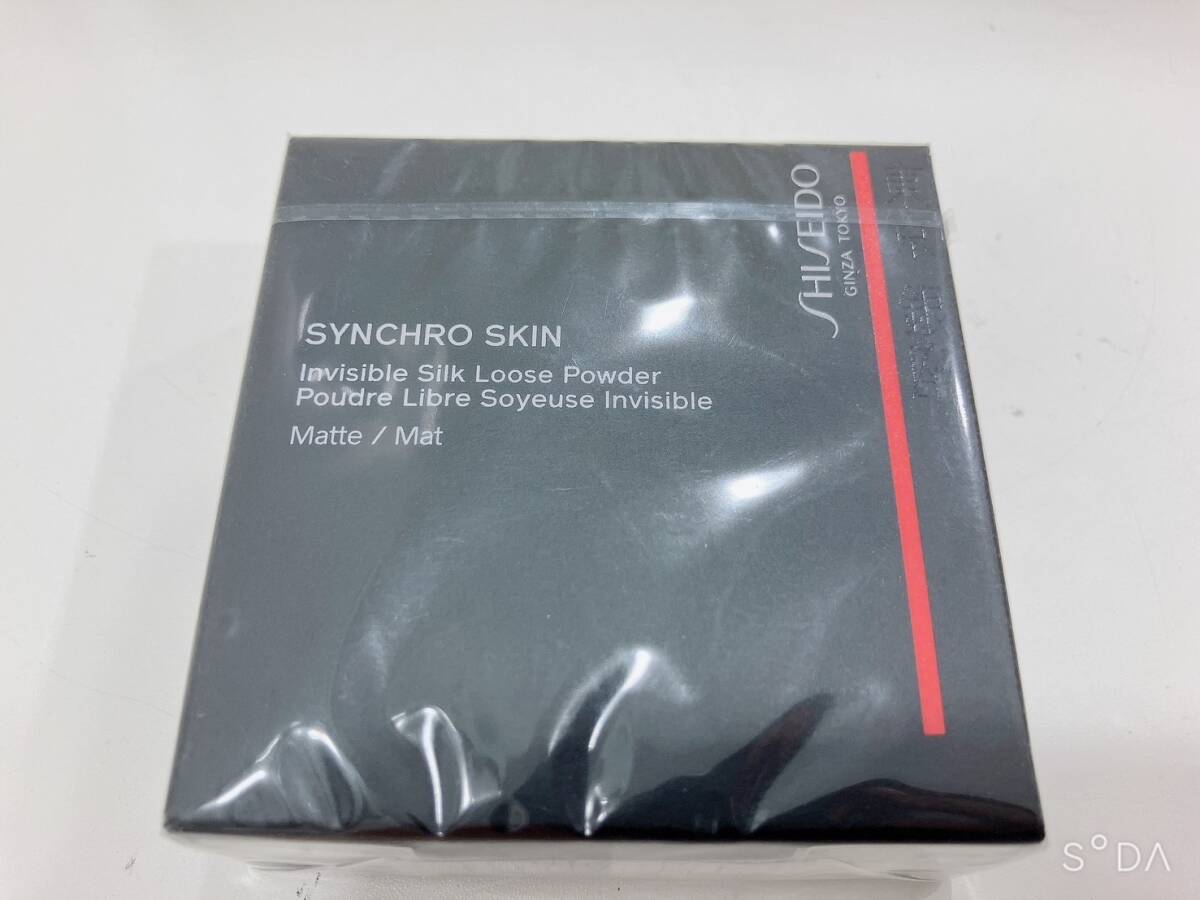 SHISEIDO
GINZA TOKYO
SYNCHRO SKIN
Invisible Silk Loose Powder
Poudre Libre Soyeuse Invisible
Matte / Mat
SODA